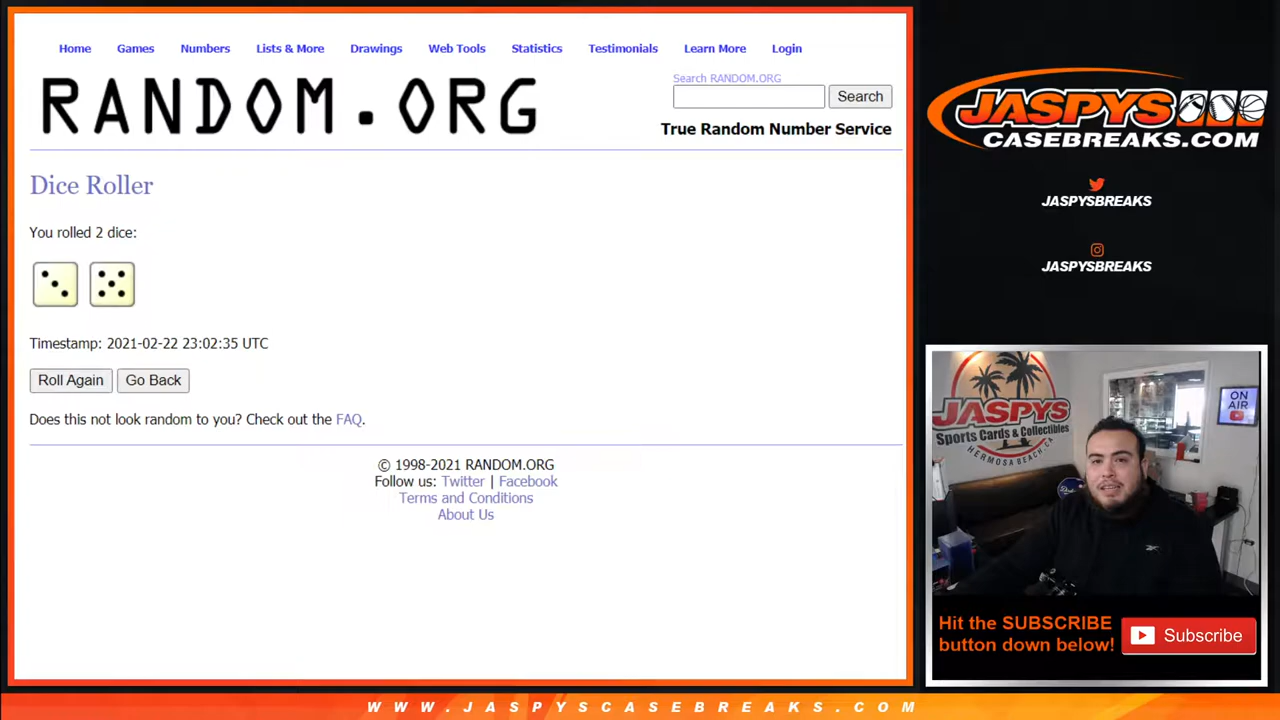 Home Games Numbers Lists & More Drawings Web Tools Statistics Testimonials Learn More Login
RANDOM.ORG
Search RANDOM.ORG
Search
True Random Number Service
Dice Roller
You rolled 2 dice:
Timestamp: 2021-02-22 23:02:35 UTC
Roll Again Go Back
Does this not look random to you? Check out the FAQ.
© 1998-2021 RANDOM.ORG
Follow us: Twitter | Facebook
Terms and Conditions
About Us
JASPYS
CASEBREAKS.COM
JASPYSBREAKS
JASPYSBREAKS
JASPYS
Sports Cards & Collectibles
HERMOSA BEACH, CA
ON
AIR
Hit the SUBSCRIBE
button down below!
Subscribe
WWW.JASPYSCASEBREAKS.COM